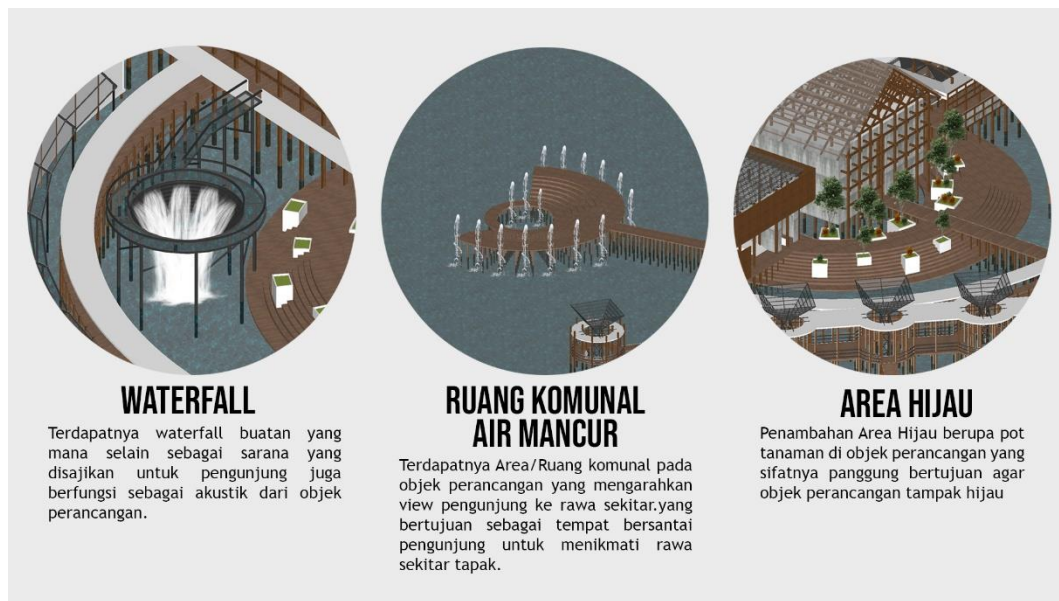 WATERFALL
Terdapatnya waterfall buatan yang
mana selain sebagai sarana yang
disajikan untuk pengunjung juga
berfungsi sebagai akustik dari objek
perancangan.
RUANG KOMUNAL
AIR MANCUR
Terdapatnya Area/Ruang komunal pada
objek perancangan yang mengarahkan
view pengunjung ke rawa sekitar.yang
bertujuan sebagai tempat bersantai
pengunjung untuk menikmati rawa
sekitar tapak.
AREA HIJAU
Penambahan Area Hijau berupa pot
tanaman di objek perancangan yang
sifatnya panggung bertujuan agar
objek perancangan tampak hijau